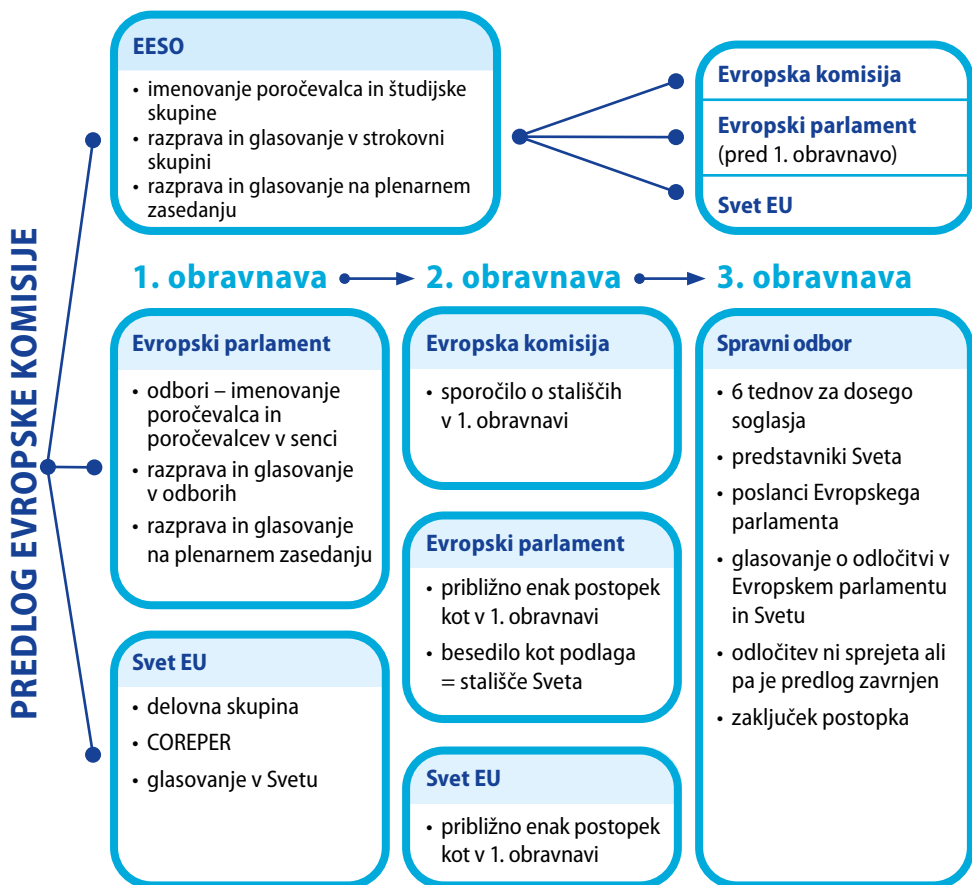 PREDLOG EVROPSKE KOMISIJE
EESO
• imenovanje poročevalca in študijske
skupine
• razprava in glasovanje v strokovni
skupini
• razprava in glasovanje na plenarnem
zasedanju
Evropska komisija
Evropski parlament
(pred 1. obravnavo)
Svet EU
1. obravnava
2. obravnava
3. obravnava
Evropski parlament
• odbori – imenovanje
poročevalca in
poročevalcev v senci
• razprava in glasovanje
v odborih
• razprava in glasovanje
na plenarnem zasedanju
Svet EU
• delovna skupina
• COREPER
• glasovanje v Svetu
Evropska komisija
• sporočilo o stališčih
v 1. obravnavi
Evropski parlament
• približno enak postopek
kot v 1. obravnavi
• besedilo kot podlaga
= stališče Sveta
Svet EU
• približno enak postopek
kot v 1. obravnavi
Spravni odbor
• 6 tednov za dosego
soglasja
• predstavniki Sveta
• poslanci Evropskega
parlamenta
• glasovanje o odločitvi v
Evropskem parlamentu
in Svetu
• odločitev ni sprejeta ali
pa je predlog zavrnjen
• zaključek postopka